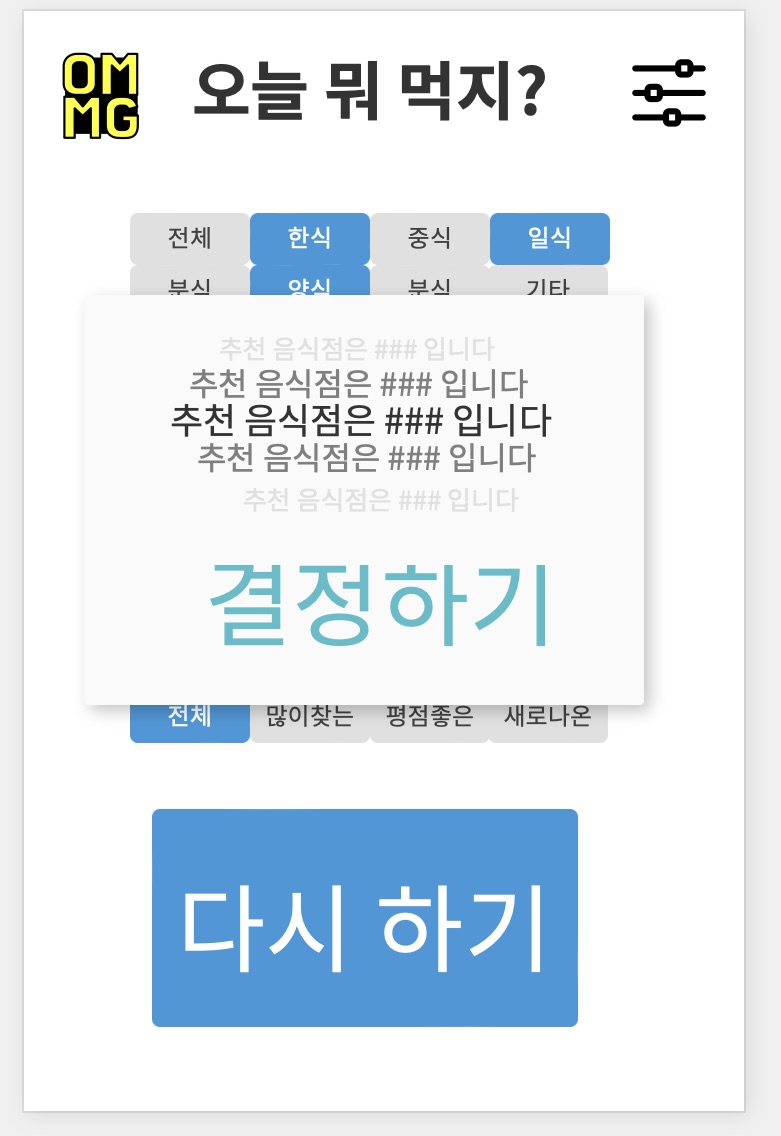 OM
MG
오늘 뭐 먹지?
전체 한식 중식 일식
분식 양식 분식 기타
추천 음식점은 ### 입니다
추천 음식점은 ### 입니다
추천 음식점은 ### 입니다
추천 음식점은 ### 입니다
추천 음식점은 ### 입니다
결정하기
전체 많이찾는 평점좋은 새로나온
다시 하기